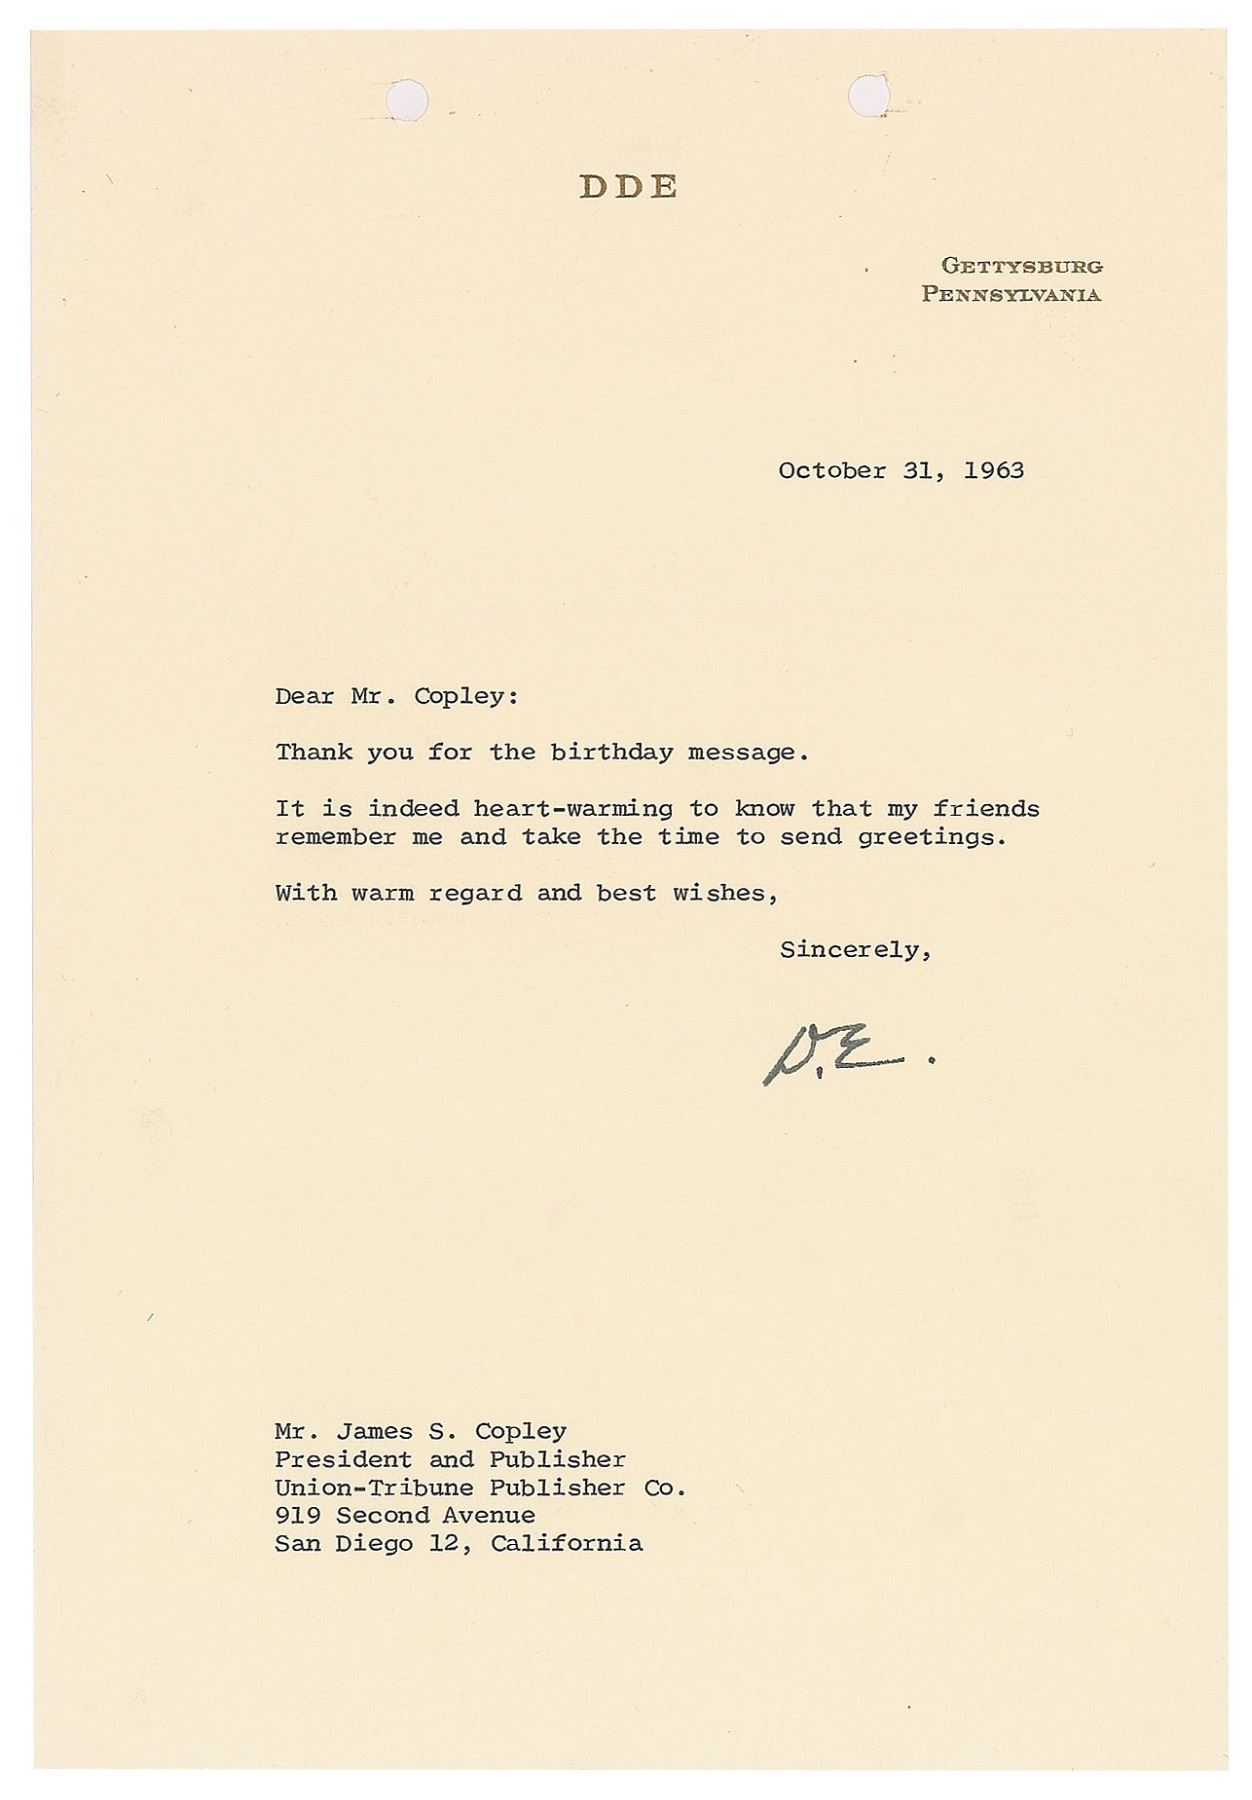 DDE
GETTYSBURG
PENNSYLVANIA
October 31, 1963
Dear Mr. Copley:
Thank you for the birthday message.
It is indeed heart-warming to know that my friends
remember me and take the time to send greetings.
With warm regard and best wishes,
Sincerely,
D.E.
Mr. James S. Copley
President and Publisher
Union-Tribune Publisher Co.
919 Second Avenue
San Diego 12, California